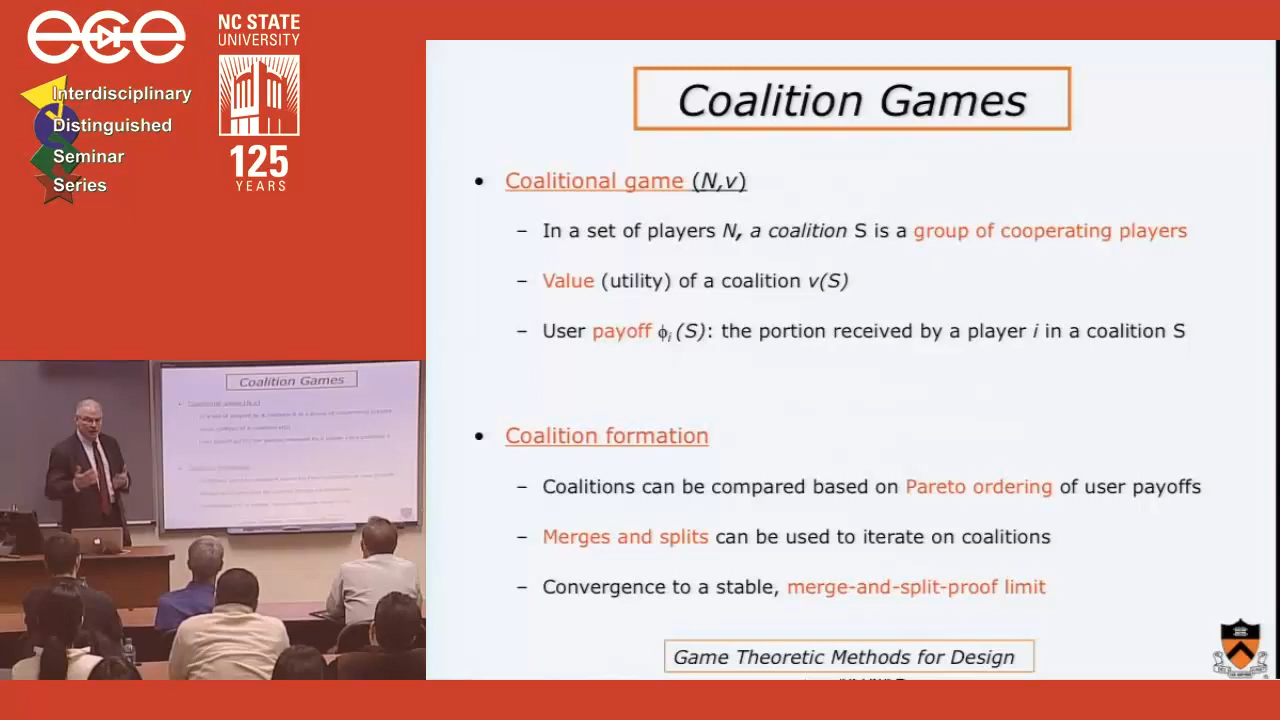 ece
NC STATE
UNIVERSITY
Interdisciplinary
Distinguished
Seminar
Series
125
YEARS
Coalition Games
• Coalitional game (N,v)
– In a set of players N, a coalition S is a group of cooperating players
– Value (utility) of a coalition v(S)
– User payoff ϕi(S): the portion received by a player i in a coalition S
• Coalition formation
– Coalitions can be compared based on Pareto ordering of user payoffs
– Merges and splits can be used to iterate on coalitions
– Convergence to a stable, merge-and-split-proof limit
Game Theoretic Methods for Design
Coalition Games